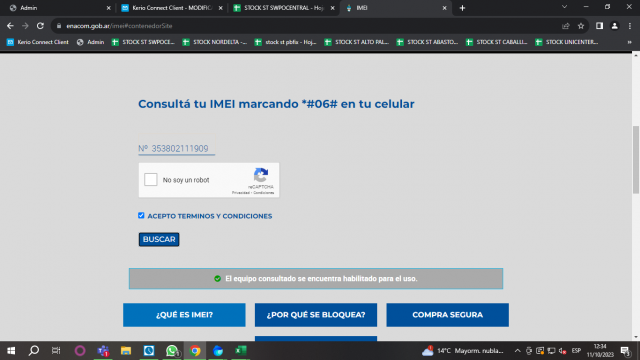 Admin
Kerio Connect Client - MODIFICA
STOCK ST SWPOCENTRAL - Hoj
IMEI
enacom.gob.ar/imei#contenedorSite
Kerio Connect Client
Admin
STOCK ST SWPOCE...
STOCK NORDELTA -...
stock st pbfix - Hoj...
STOCK ST ALTO PAL...
STOCK ST ABASTO...
STOCK ST CABALLI...
STOCK UNICENTER...
Consultá tu IMEI marcando *#06# en tu celular
Nº 353802111909
No soy un robot
reCAPTCHA
Privacidad - Condiciones
ACEPTO TERMINOS Y CONDICIONES
BUSCAR
El equipo consultado se encuentra habilitado para el uso.
¿QUÉ ES IMEI?
¿POR QUÉ SE BLOQUEA?
COMPRA SEGURA
14°C Mayorm. nubla...
ESP
12:34
11/10/2023